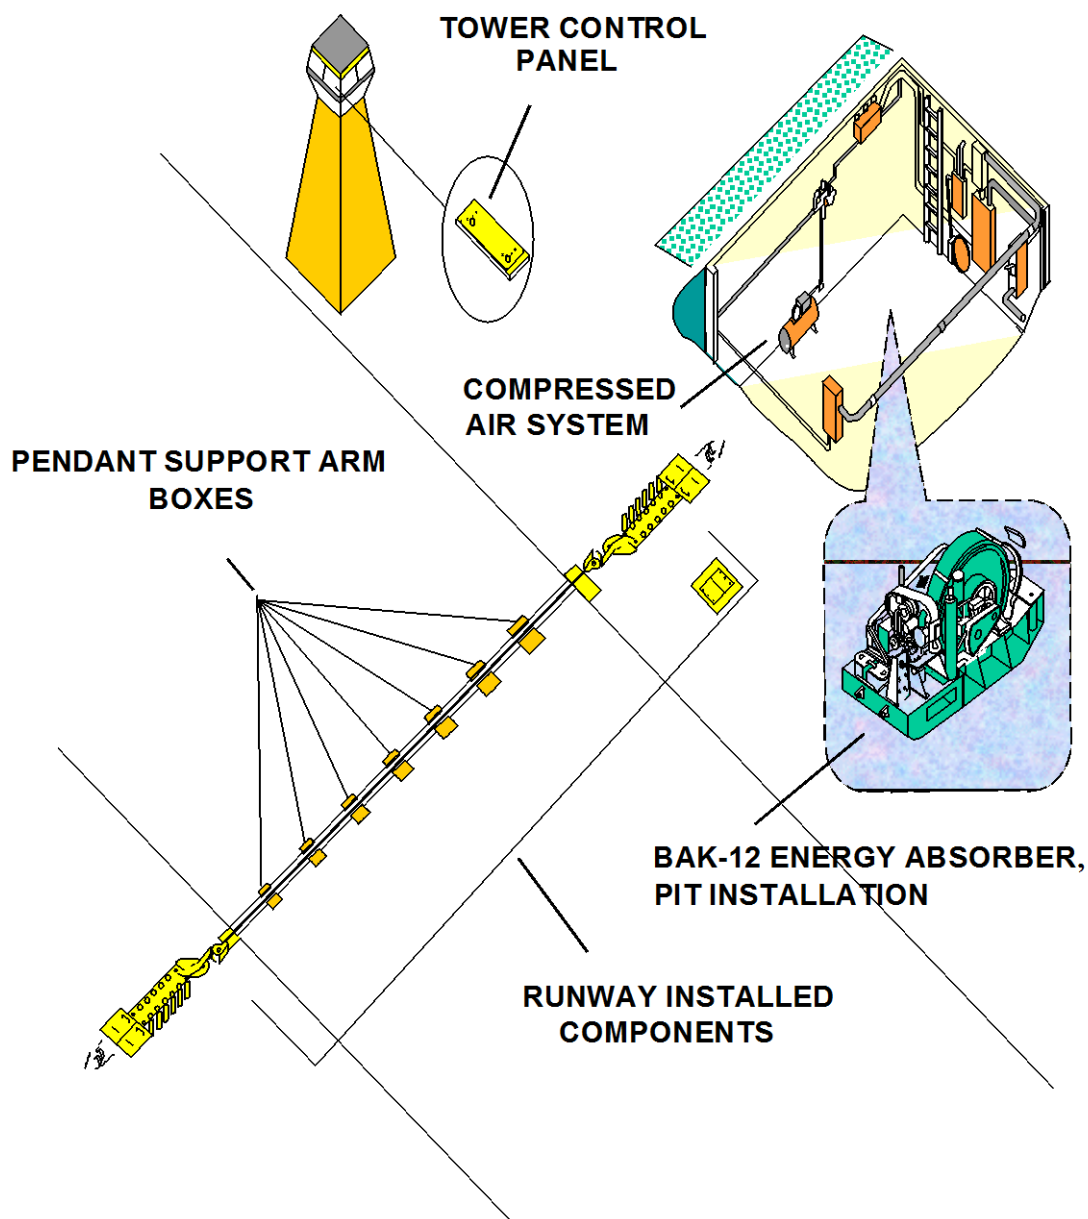 TOWER CONTROL
PANEL
COMPRESSED
AIR SYSTEM
PENDANT SUPPORT ARM
BOXES
BAK-12 ENERGY ABSORBER,
PIT INSTALLATION
RUNWAY INSTALLED
COMPONENTS